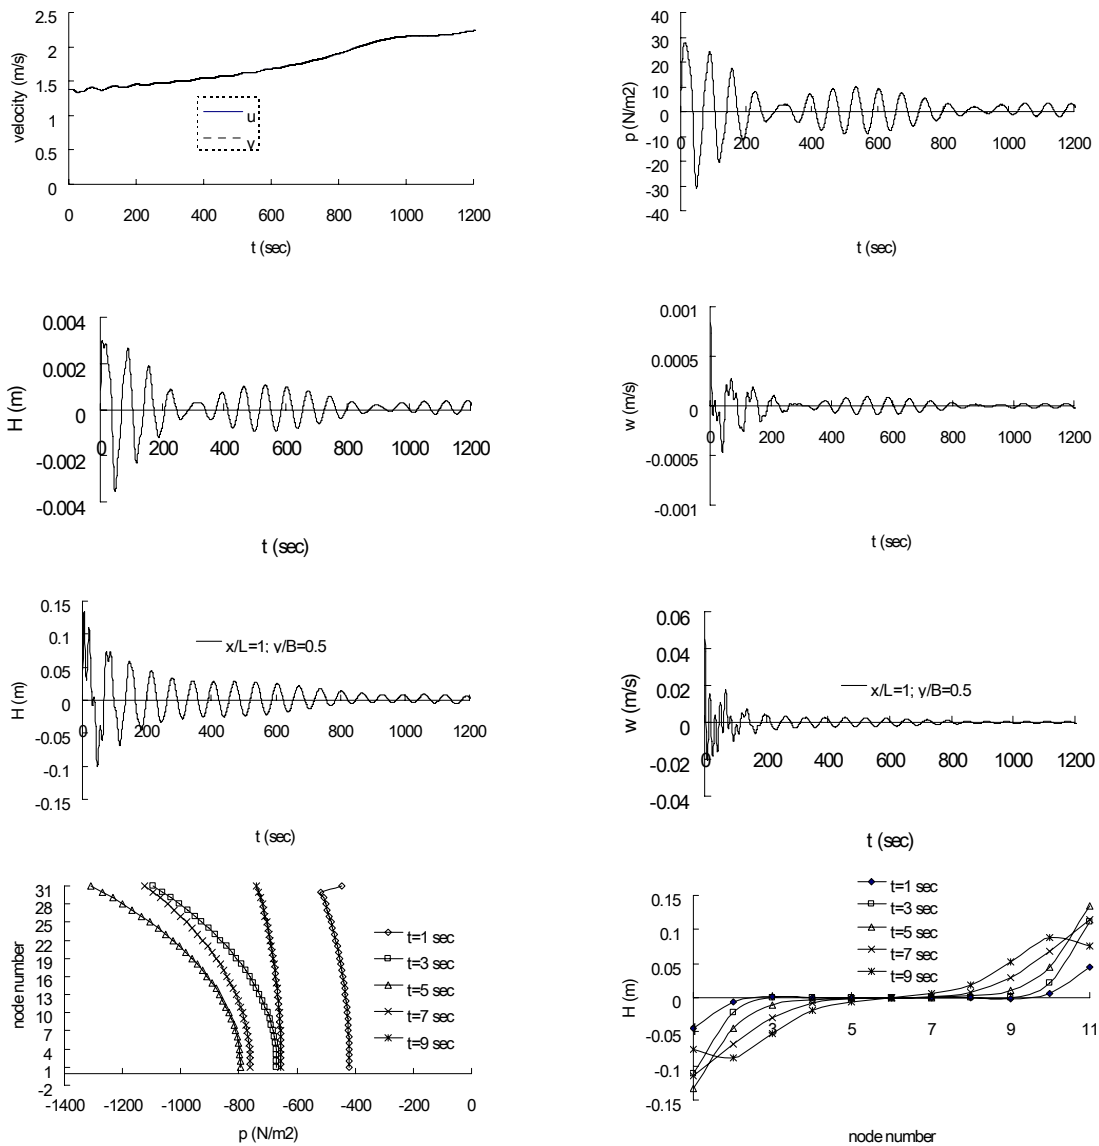 2.5
2
1.5
1
0.5
0
velocity (m/s)
u
v
0 200 400 600 800 1000 1200
t (sec)
40
30
20
10
0
-10
-20
-30
-40
p (N/m2)
0 200 400 600 800 1000 1200
t (sec)
0.004
0.002
0
-0.002
-0.004
H (m)
0 200 400 600 800 1000 1200
t (sec)
0.001
0.0005
0
-0.0005
-0.001
w (m/s)
0 200 400 600 800 1000 1200
t (sec)
0.15
0.1
0.05
0
-0.05
-0.1
-0.15
H (m)
x/L=1; y/B=0.5
0 200 400 600 800 1000 1200
t (sec)
0.06
0.04
0.02
0
-0.02
-0.04
w (m/s)
x/L=1; y/B=0.5
0 200 400 600 800 1000 1200
t (sec)
31
28
25
22
19
16
13
10
7
4
1
-2
node number
t=1 sec
t=3 sec
t=5 sec
t=7 sec
t=9 sec
-1400 -1200 -1000 -800 -600 -400 -200 0
p (N/m2)
t=1 sec
t=3 sec
t=5 sec
t=7 sec
t=9 sec
0.15
0.10
0.05
0.00
-0.05
-0.10
-0.15
H (m)
3 5 7 9 11
node number